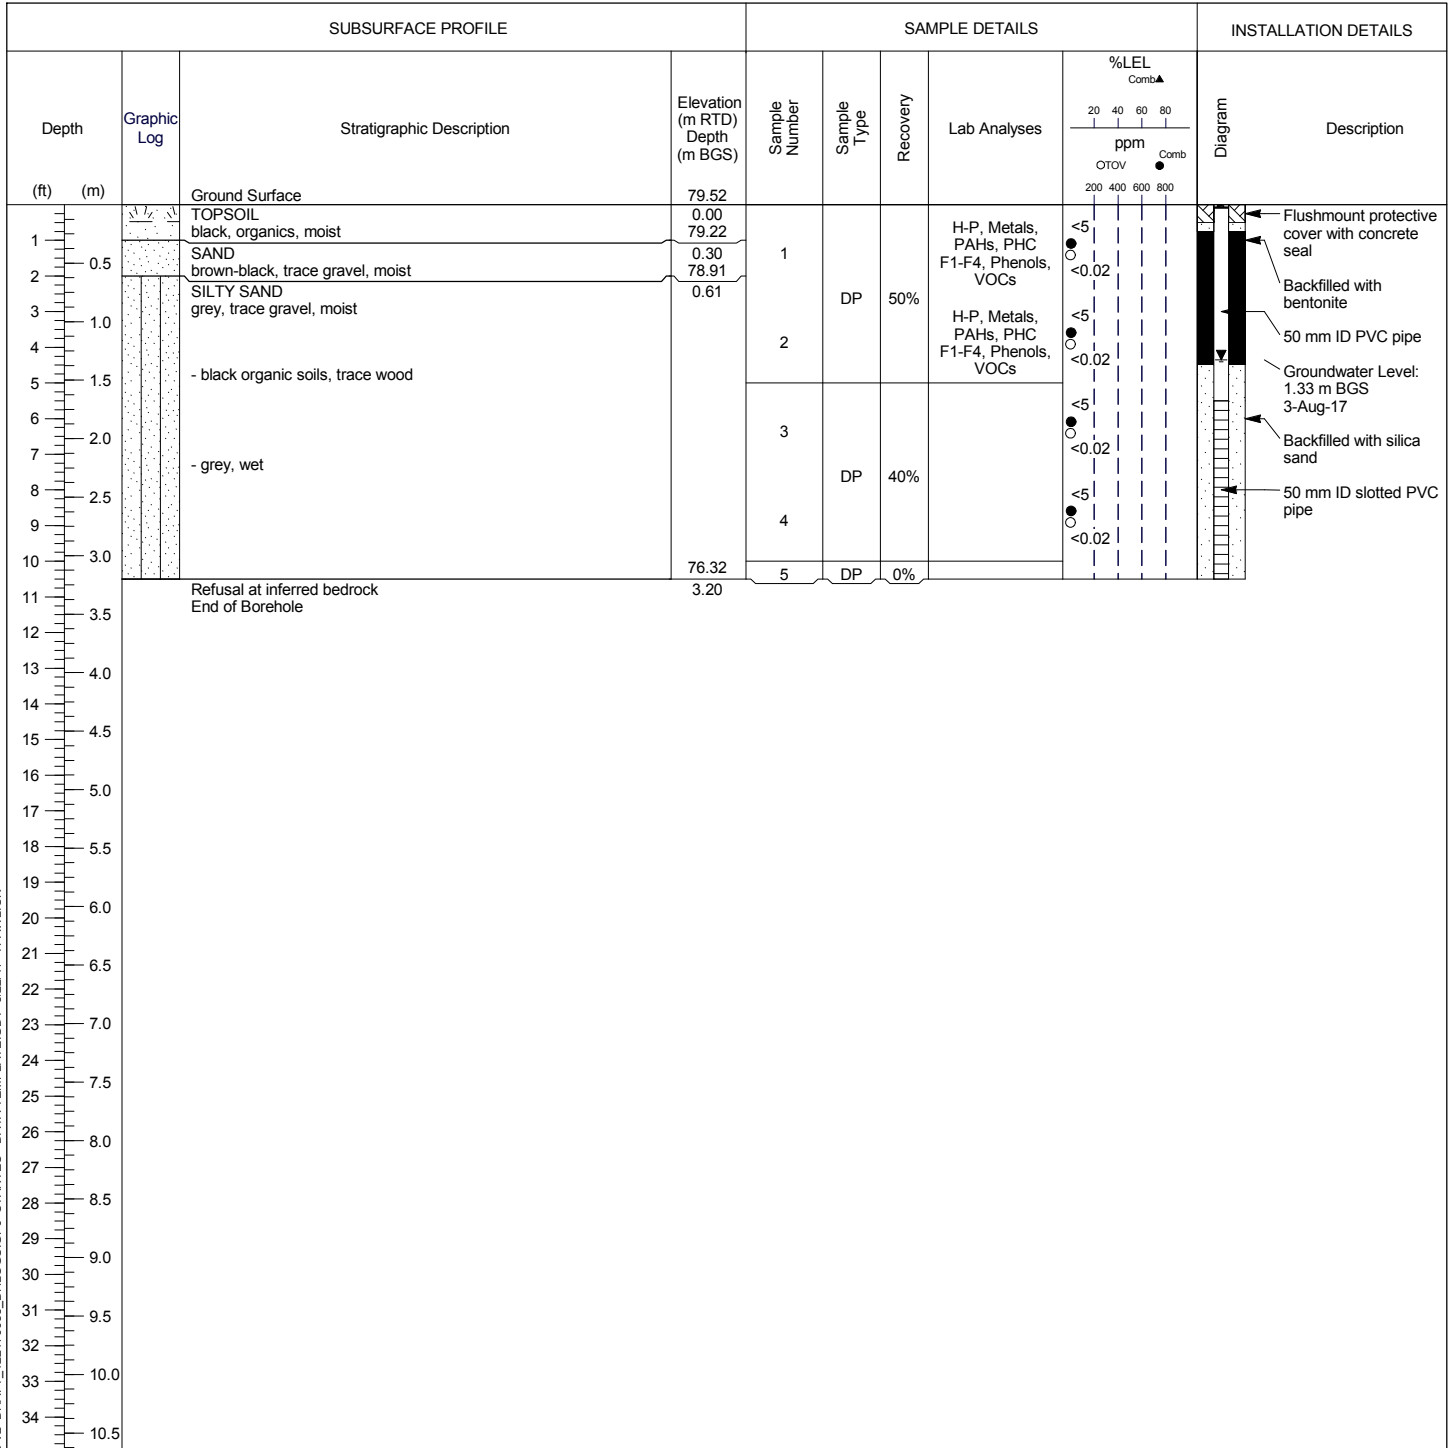 SUBSURFACE PROFILE
SAMPLE DETAILS
INSTALLATION DETAILS
Depth
(ft)
(m)
Graphic
Log
Stratigraphic Description
Elevation
(m RTD)
Depth
(m BGS)
Sample
Number
Sample
Type
Recovery
Lab Analyses
%LEL
Comb▲
20 40 60 80
ppm
OTOV
● Comb
200 400 600 800
Diagram
Description
Ground Surface
79.52
TOPSOIL
0.00
black, organics, moist
79.22
SAND
0.30
brown-black, trace gravel, moist
78.91
SILTY SAND
0.61
grey, trace gravel, moist
- black organic soils, trace wood
- grey, wet
76.32
Refusal at inferred bedrock
3.20
End of Borehole
1
2
DP
50%
H-P, Metals,
PAHs, PHC
F1-F4, Phenols,
VOCs
H-P, Metals,
PAHs, PHC
F1-F4, Phenols,
VOCs
3
4
DP
40%
5
DP
0%
<5
<0.02
<5
<0.02
<5
<0.02
<5
<0.02
Flushmount protective
cover with concrete
seal
Backfilled with
bentonite
50 mm ID PVC pipe
Groundwater Level:
1.33 m BGS
3-Aug-17
Backfilled with silica
sand
50 mm ID slotted PVC
pipe
1
2
3
4
5
6
7
8
9
10
11
12
13
14
15
16
17
18
19
20
21
22
23
24
25
26
27
28
29
30
31
32
33
34
0.5
1.0
1.5
2.0
2.5
3.0
3.5
4.0
4.5
5.0
5.5
6.0
6.5
7.0
7.5
8.0
8.5
9.0
9.5
10.0
10.5